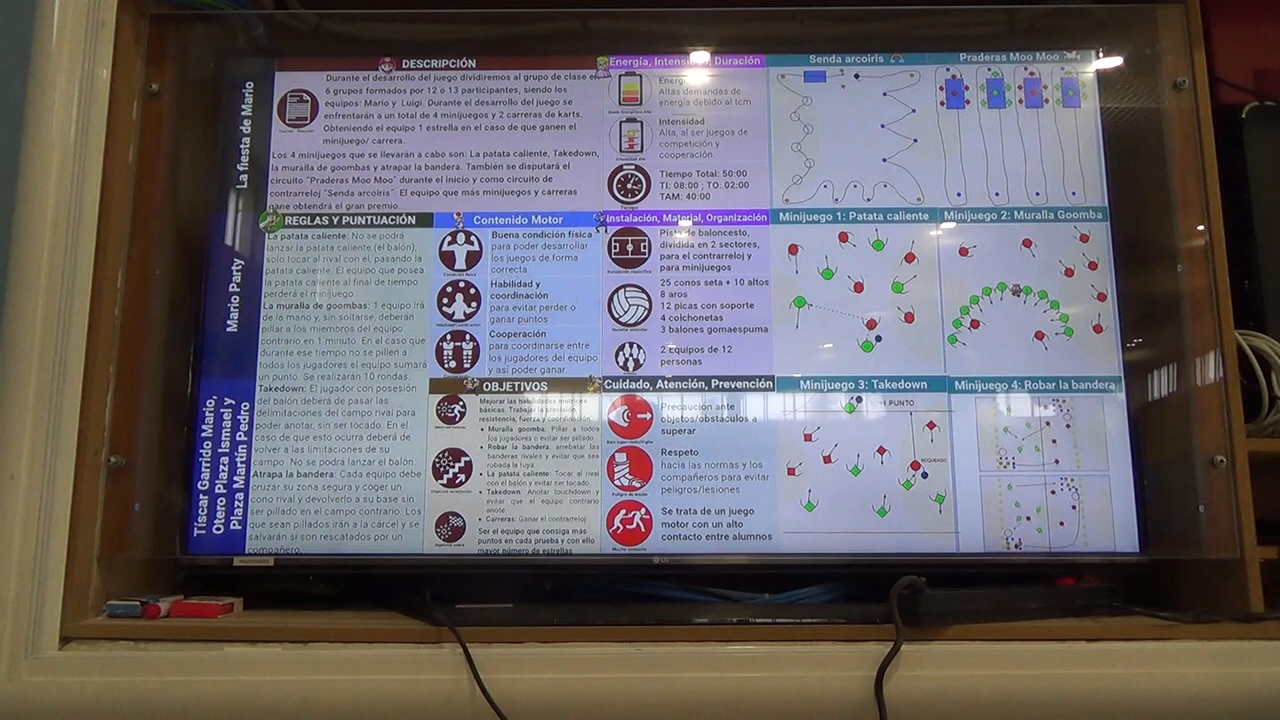 La fiesta de Mario
Mario Party
Tíscar Garrido Mario,
Otero Plaza Ismael y
Plaza Martín Pedro
DESCRIPCIÓN
Durante el desarrollo del juego dividiremos al grupo de clase en
6 grupos formados por 12 o 13 participantes, siendo los
equipos: Mario y Luigi. Durante el desarrollo del juego se
enfrentarán a un total de 4 minijuegos y 2 carreras de karts.
Obteniendo el equipo 1 estrella en el caso de que ganen el
minijuego/ carrera.
Los 4 minijuegos que se llevarán a cabo son: La patata caliente, Takedown,
la muralla de goombas y atrapar la bandera. También se disputará el
circuito "Praderas Moo Moo" durante el inicio y como circuito de
contrarreloj "Senda arcoiris". El equipo que más minijuegos y carreras
gane obtendrá el gran premio
REGLAS Y PUNTUACIÓN
La patata caliente: No se podrá
lanzar la patata caliente (el balón),
solo tocar al rival con él, pasando la
patata caliente. El equipo que posea
la patata caliente al final de tiempo
perderá el minijuego.
La muralla de goombas: 1 equipo irá
de la mano y, sin soltarse, deberán
pillar a los miembros del equipo
contrario en 1 minuto. En el caso que
durante ese tiempo no se pillen a
todos los jugadores el equipo sumará
un punto. Se realizarán 10 rondas.
Takedown: El jugador con posesión
del balón deberá de pasar las
delimitaciones del campo rival para
poder anotar, sin ser tocado. En el
caso de que esto ocurra deberá de
volver a las limitaciones de su
campo No se podrá lanzar el balón
Atrapa la bandera: Cada equipo debe
cruzar su zona segura y coger un
cono rival y devolverlo a su base sin
ser pillado en el campo contrario. Los
que sean pillados irán a la cárcel y se
salvarán si son rescatados por un
compañero.
Contenido Motor
Buena condición física
para poder desarrollar
los juegos de forma
correcta
Habilidad y
coordinación
para evitar perder o
ganar puntos
Cooperación
para coordinarse entre
los jugadores del equipo
y así poder ganar.
OBJETIVOS
Mejorar las habilidades motrices
básicas. Trabajar la precisión,
resistencia, fuerza y coordinación.
• Muralla goomba: Pillar a todos
los jugadores o evitar ser pillado
• Robar la bandera: arrebatar las
banderas rivales y evitar que sea
robada la tuya
• La patata caliente: Tocar al rival
con el balón y evitar ser tocado.
• Takedown: Anotar touchdown y
evitar que el equipo contrario
anote
• Carreras: Ganar el contrarreloj
Ser el equipo que consiga más
puntos en cada prueba y con ello
mayor número de estrellas
Energía, Intensidad, Duración
Altas demandas de
energía debido al tcm
Intensidad
Alta, al ser juegos de
competición y
cooperación
Tiempo Total: 50:00
TI: 08:00 ; TO: 02:00
TAM: 40:00
Instalación, Material, Organización
Pista de baloncesto,
dividida en 2 sectores,
para el contrarreloj y
para minijuegos
25 conos seta + 10 altos
8 aros
12 picas con soporte
4 colchonetas
3 balones gomaespuma
2 Equipos de 12
personas
Cuidado, Atención, Prevención
Precaución ante
objetos/obstáculos a
superar
Respeto
hacia las normas y los
compañeros para evitar
peligros/lesiones
Se trata de un juego
motor con un alto
contacto entre alumnos
Senda arcoiris
Praderas Moo Moo
Minijuego 1: Patata caliente
Minijuego 2: Muralla Goomba
Minijuego 3: Takedown
1 PUNTO
BLOQUEADO
Minijuego 4: Robar la bandera
LG